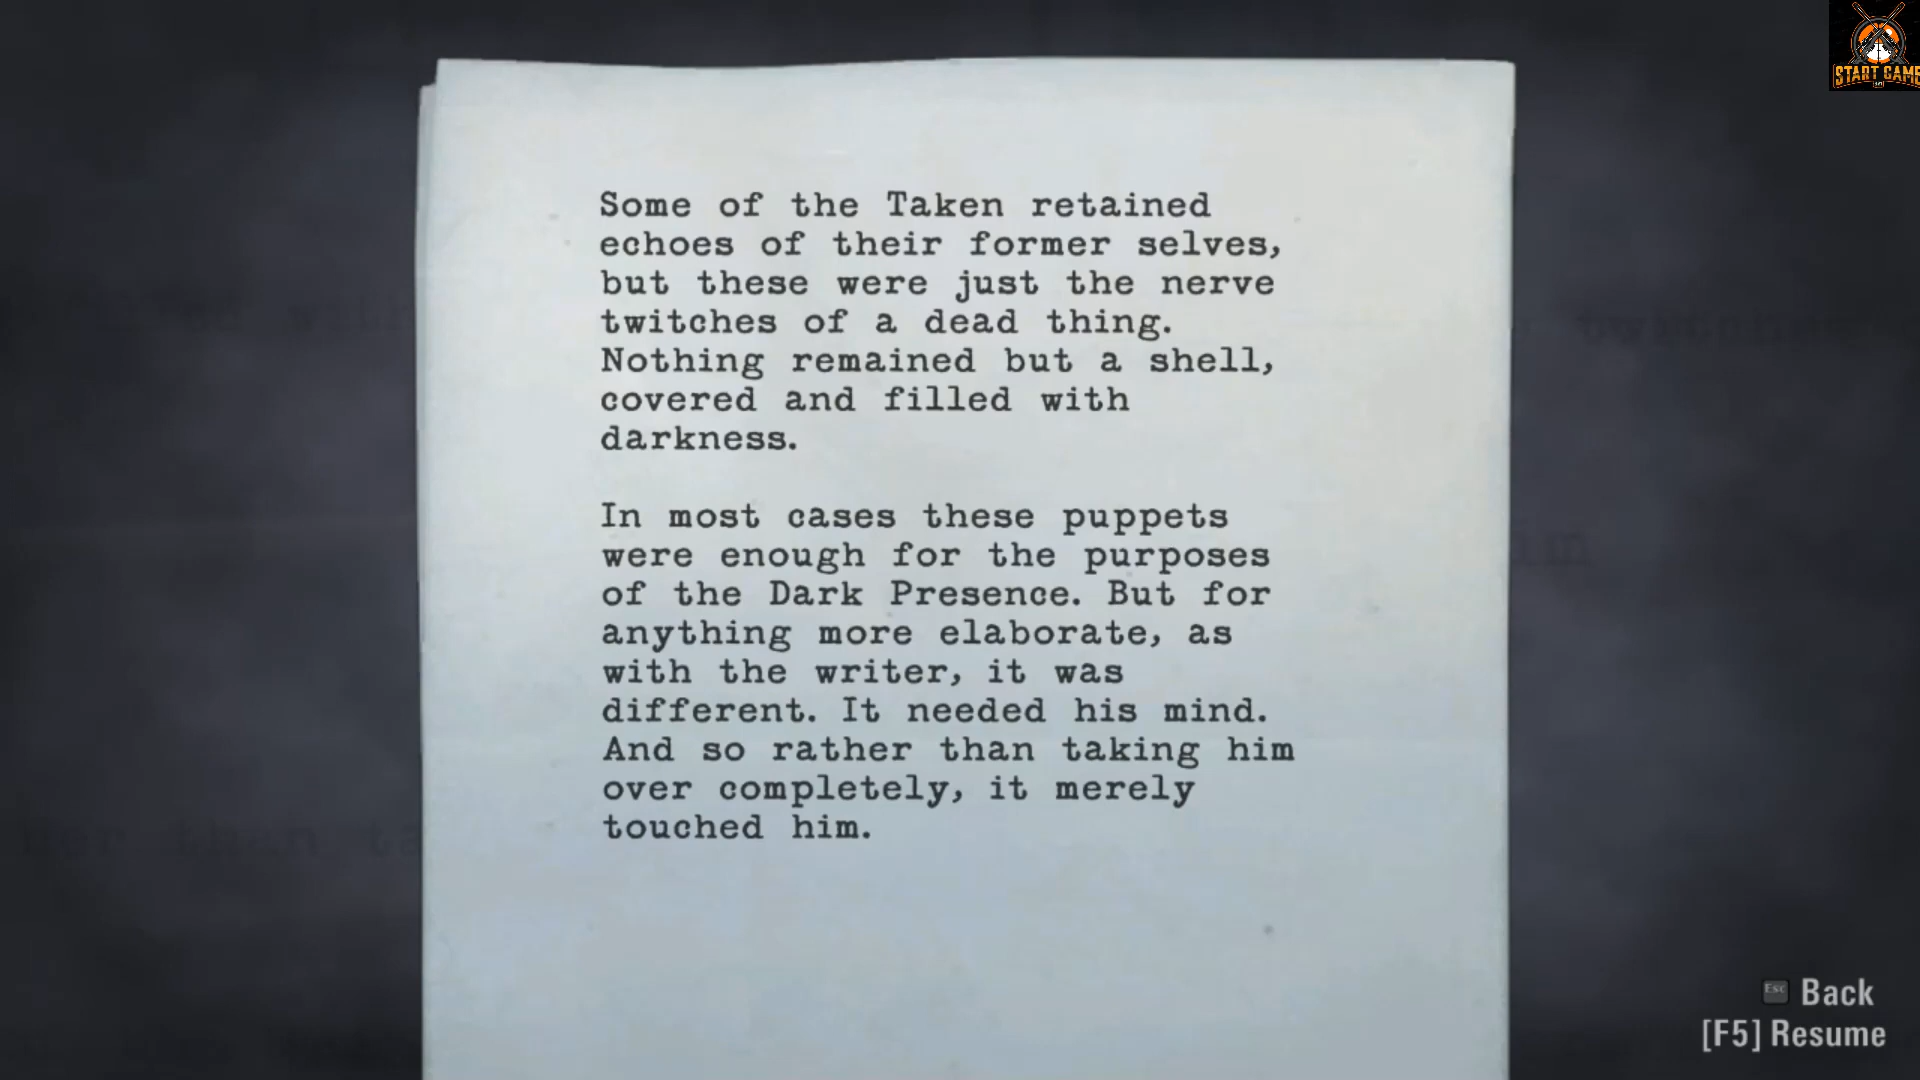 START GAME
Some of the Taken retained
echoes of their former selves,
but these were just the nerve
twitches of a dead thing.
Nothing remained but a shell,
covered and filled with
darkness.
In most cases these puppets
were enough for the purposes
of the Dark Presence. But for
anything more elaborate, as
with the writer, it was
different. It needed his mind.
And so rather than taking him
over completely, it merely
touched him.
Esc Back
[F5] Resume